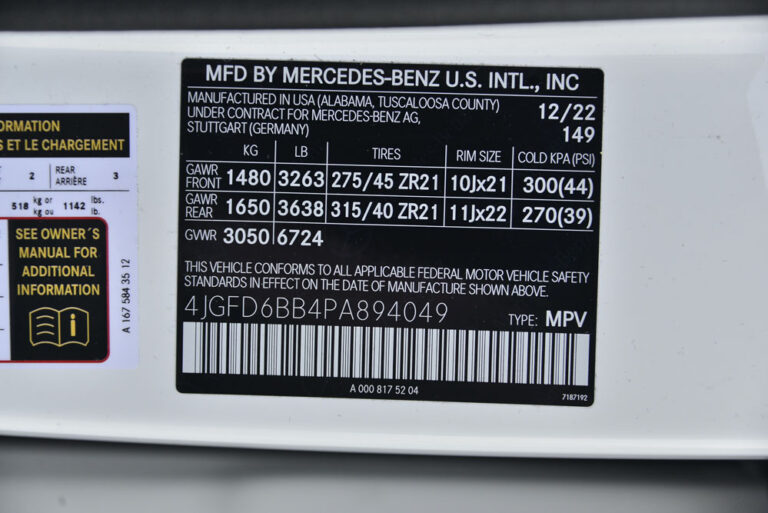 ORMATION
S ET LE CHARGEMENT
2 REAR ARRIÈRE 3
518 kg or kg ou 1142 lbs. lb.
SEE OWNER´S
MANUAL FOR
ADDITIONAL
INFORMATION
i
A 167 584 35 12
MFD BY MERCEDES-BENZ U.S. INTL., INC
MANUFACTURED IN USA (ALABAMA, TUSCALOOSA COUNTY) 12/22
UNDER CONTRACT FOR MERCEDES-BENZ AG, 149
STUTTGART (GERMANY)
KG LB TIRES RIM SIZE COLD KPA (PSI)
GAWR FRONT 1480 3263 275/45 ZR21 10Jx21 300(44)
GAWR REAR 1650 3638 315/40 ZR21 11Jx22 270(39)
GVWR 3050 6724
THIS VEHICLE CONFORMS TO ALL APPLICABLE FEDERAL MOTOR VEHICLE SAFETY
STANDARDS IN EFFECT ON THE DATE OF MANUFACTURE SHOWN ABOVE.
4JGFD6BB4PA894049 TYPE: MPV
A 000 817 52 04
7187192